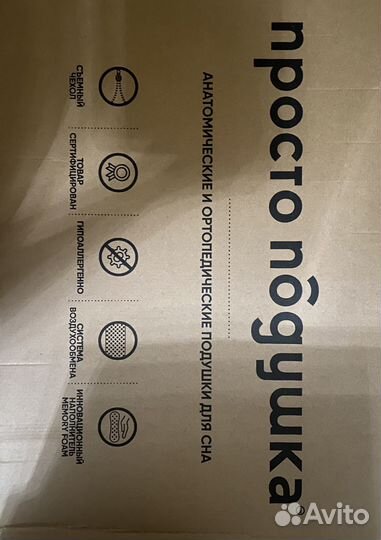 просто подушка®
АНАТОМИЧЕСКИЕ И ОРТОПЕДИЧЕСКИЕ ПОДУШКИ ДЛЯ СНА
СЪЕМНЫЙ
ЧЕХОЛ
ТОВАР
СЕРТИФИЦИРОВАН
ГИПОАЛЛЕРГЕННО
СИСТЕМА
ВОЗДУХООБМЕНА
ИННОВАЦИОННЫЙ
НАПОЛНИТЕЛЬ
MEMORY FOAM
Avito